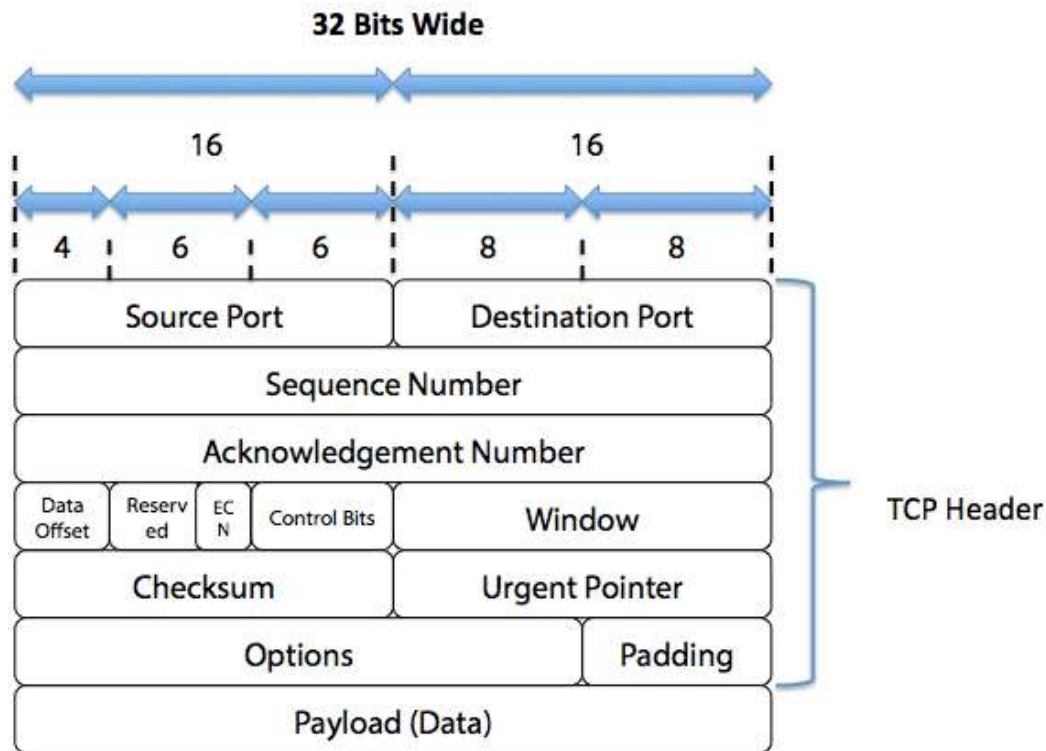 32 Bits Wide
16 16
4 6 6 8 8
Source Port Destination Port
Sequence Number
Acknowledgement Number
Data Offset Reserv ed EC N Control Bits Window
TCP Header
Checksum Urgent Pointer
Options Padding
Payload (Data)